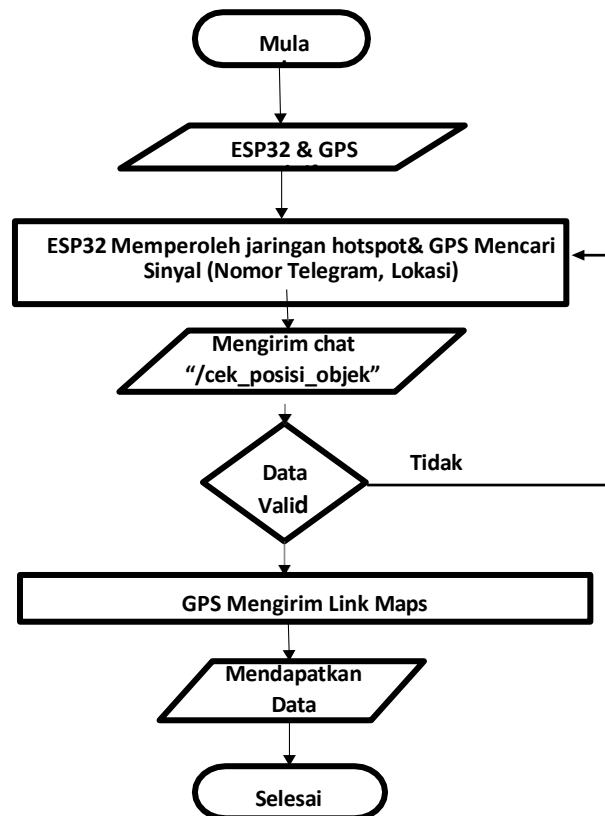 Mula
ESP32 & GPS
ESP32 Memperoleh jaringan hotspot& GPS Mencari
Sinyal (Nomor Telegram, Lokasi)
Mengirim chat
“/cek_posisi_objek”
Data
Valid
Tidak
GPS Mengirim Link Maps
Mendapatkan
Data
Selesai